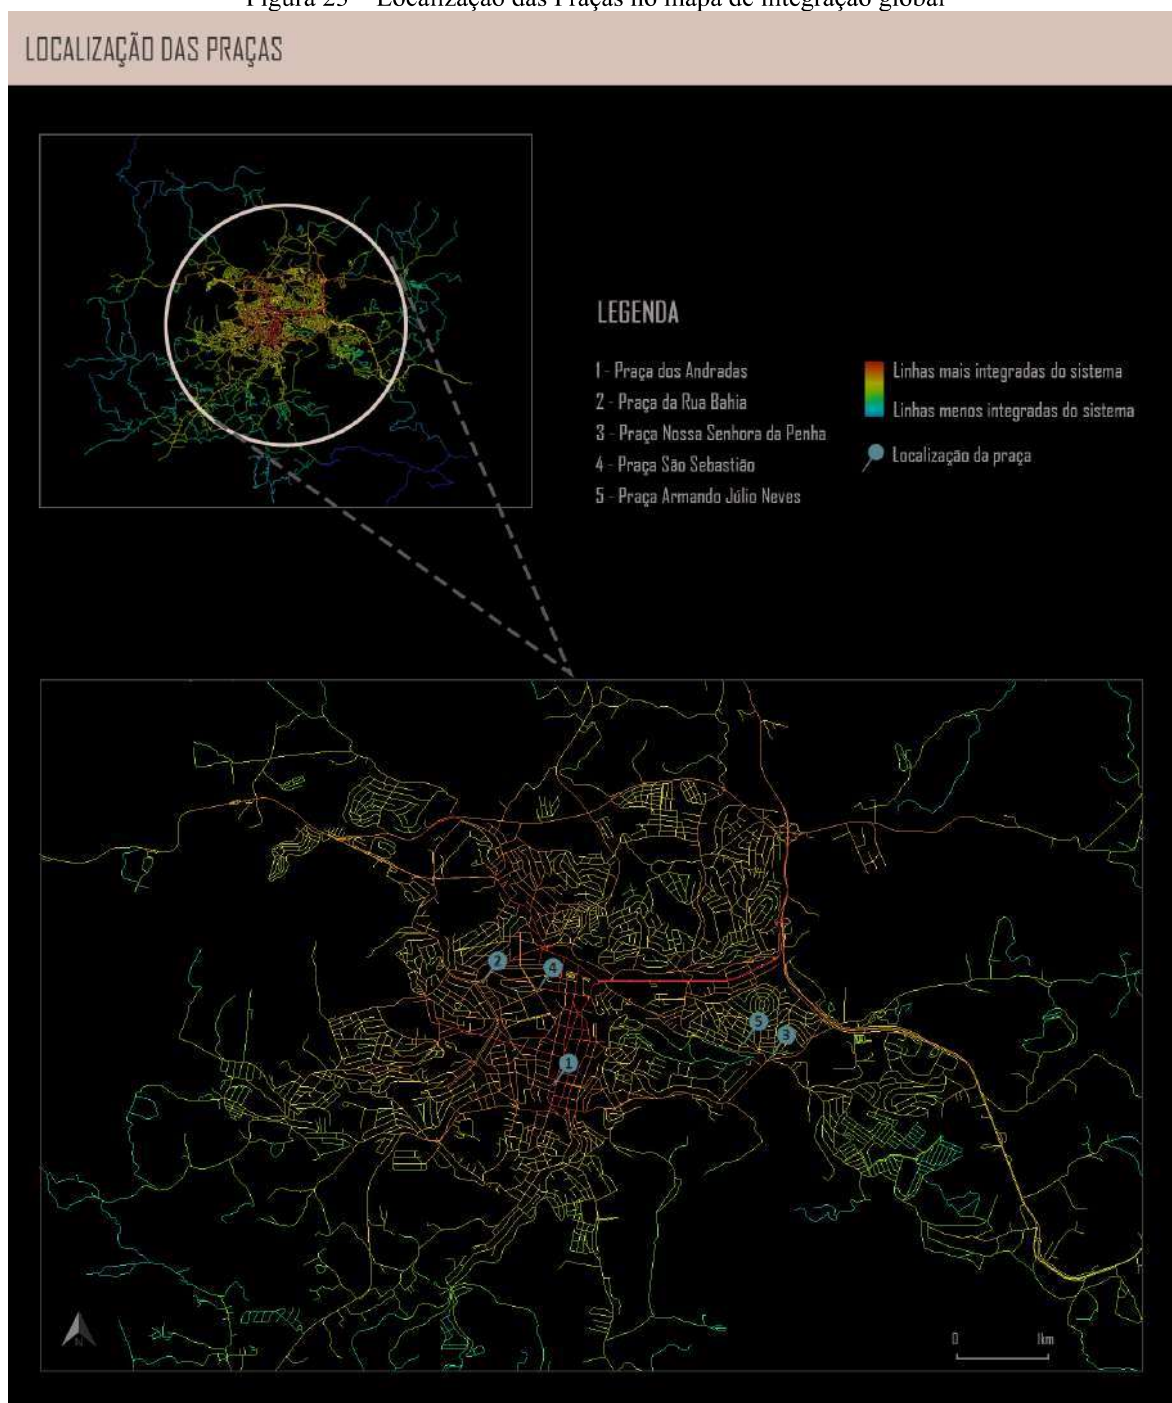 Figura 23 – Localização das Praças no mapa de integração global
LOCALIZAÇÃO DAS PRAÇAS
LEGENDA
1 - Praça dos Andradas
2 - Praça da Rua Bahia
3 - Praça Nossa Senhora da Penha
4 - Praça São Sebastião
5 - Praça Armando Júlio Neves
Linhas mais integradas do sistema
Linhas menos integradas do sistema
Localização da praça
2
4
5
3
1
N
0 1km